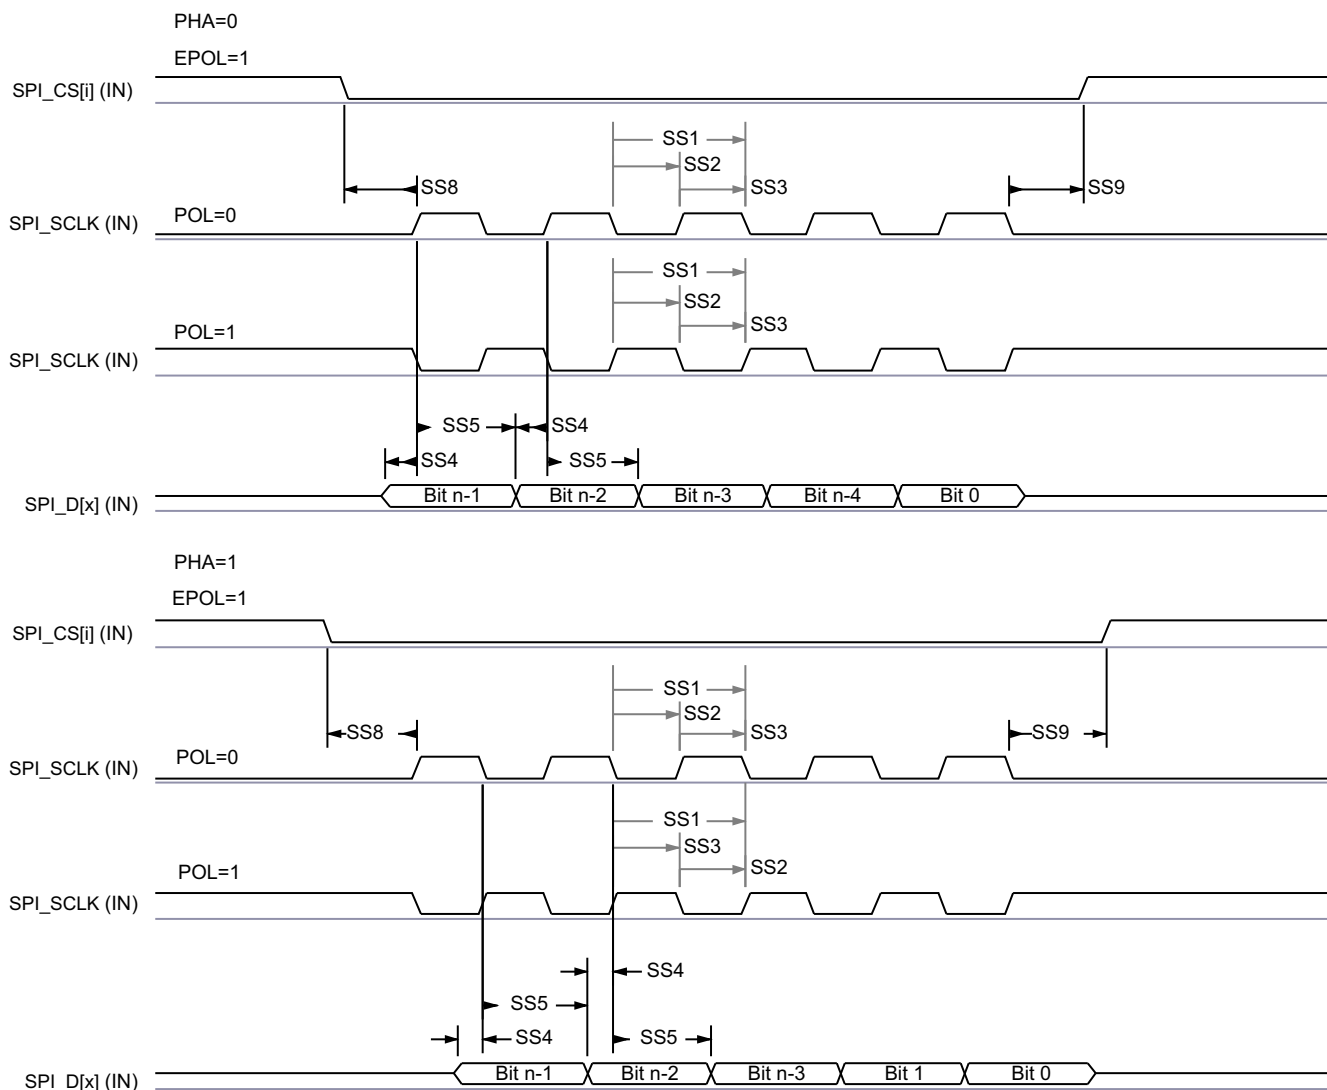 PHA=0
EPOL=1
SPI_CS[i] (IN)
SS1
SS2
SS8
SS3
SS9
POL=0
SPI_SCLK (IN)
SS1
SS2
SS3
POL=1
SPI_SCLK (IN)
SS5
SS4
SS4
SS5
SPI_D[x] (IN)
Bit n-1
Bit n-2
Bit n-3
Bit n-4
Bit 0
PHA=1
EPOL=1
SPI_CS[i] (IN)
SS1
SS2
SS8
SS3
SS9
POL=0
SPI_SCLK (IN)
SS1
SS3
SS2
POL=1
SPI_SCLK (IN)
SS4
SS5
SS4
SS5
SPI_D[x] (IN)
Bit n-1
Bit n-2
Bit n-3
Bit 1
Bit 0